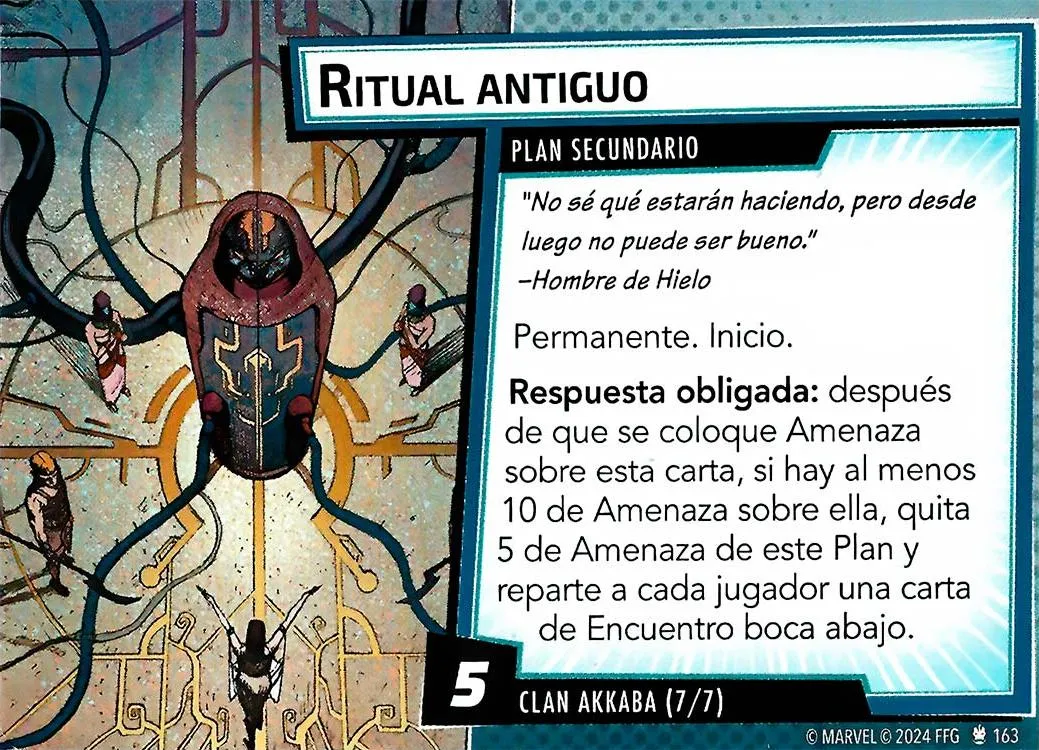 Ritual antiguo
PLAN SECUNDARIO
"No sé qué estarán haciendo, pero desde
luego no puede ser bueno."
–Hombre de Hielo
Permanente. Inicio.
Respuesta obligada: después
de que se coloque Amenaza
sobre esta carta, si hay al menos
10 de Amenaza sobre ella, quita
5 de Amenaza de este Plan y
reparte a cada jugador una carta
de Encuentro boca abajo.
5
CLAN AKKABA (7/7)
© MARVEL © 2024 FFG 163